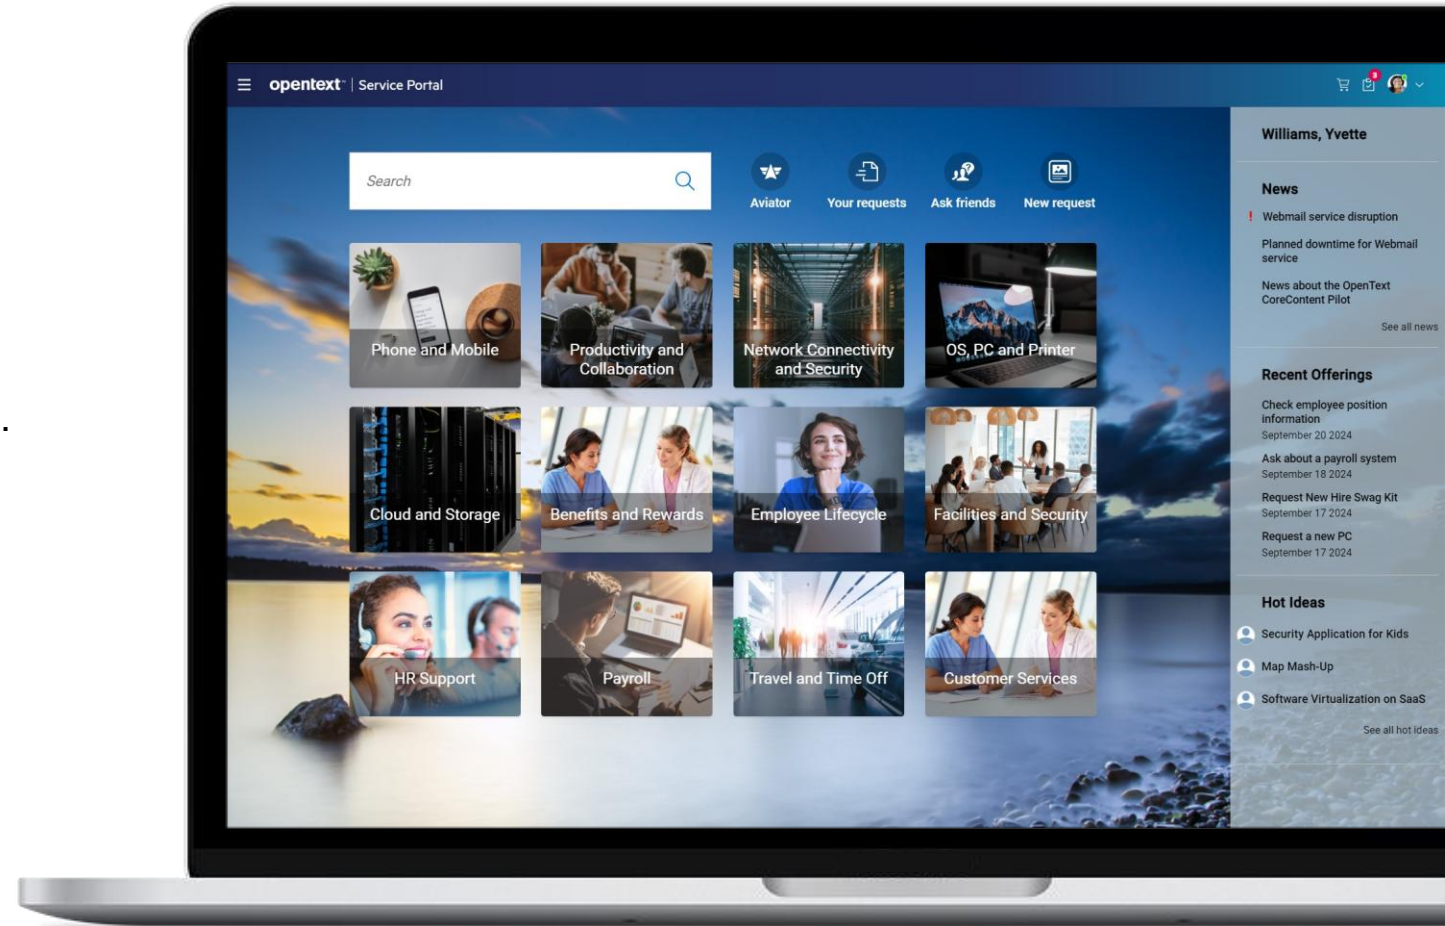 opentext™ | Service Portal
3
Search
Aviator
Your requests
Ask friends
New request
Phone and Mobile
Productivity and
Collaboration
Network Connectivity
and Security
OS, PC and Printer
Cloud and Storage
Benefits and Rewards
Employee Lifecycle
Facilities and Security
HR Support
Payroll
Travel and Time Off
Customer Services
Williams, Yvette
News
! Webmail service disruption
Planned downtime for Webmail
service
News about the OpenText
CoreContent Pilot
See all news
Recent Offerings
Check employee position
information
September 20 2024
Ask about a payroll system
September 18 2024
Request New Hire Swag Kit
September 17 2024
Request a new PC
September 17 2024
Hot Ideas
Security Application for Kids
Map Mash-Up
Software Virtualization on SaaS
See all hot ideas
.